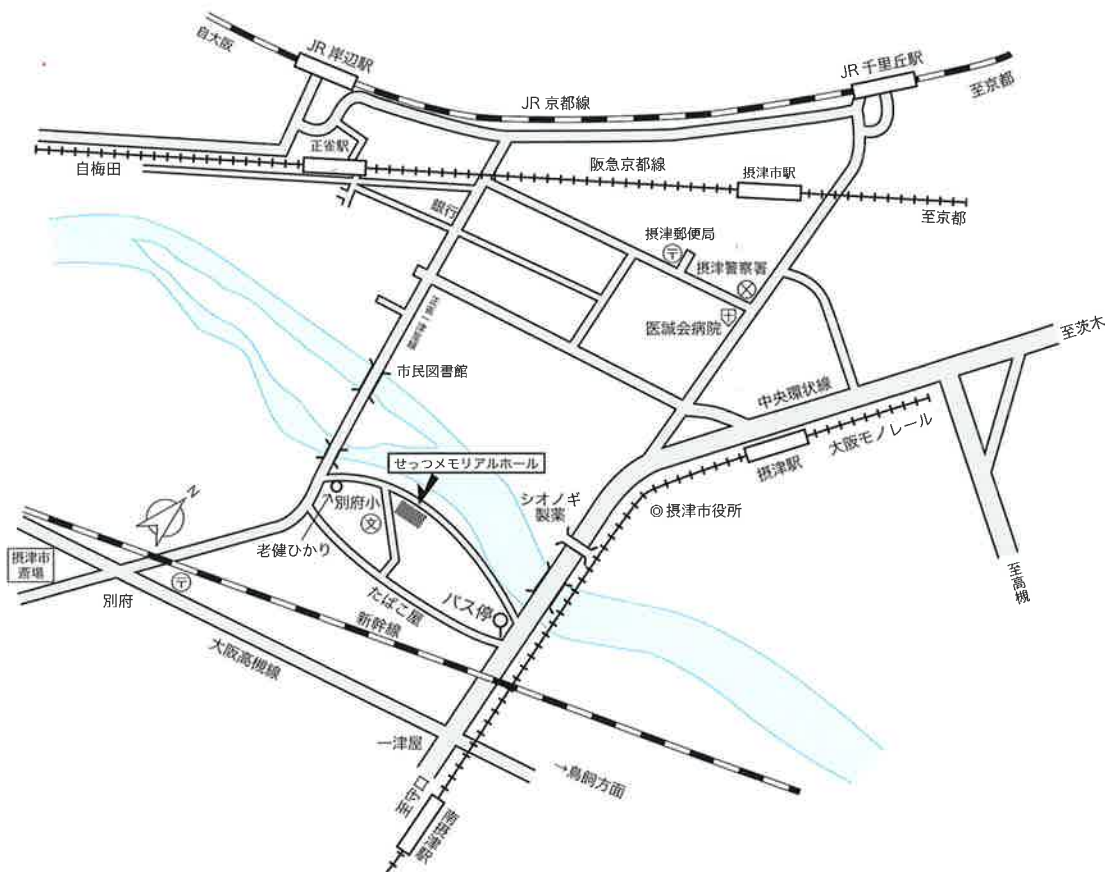 自大阪
JR 岸辺駅
JR 千里丘駅
至京都
JR 京都線
正雀駅
自梅田
阪急京都線
摂津市駅
至京都
銀行
摂津郵便局
〒
摂津警察署
医誠会病院
至茨木
市民図書館
中央環状線
大阪モノレール
摂津駅
せっつメモリアルホール
シオノギ
製薬
◎摂津市役所
N
別府小
文
老健ひかり
摂津市
斎場
〒
別府
たばこ屋
バス停
新幹線
至高槻
大阪高槻線
一津屋
→鳥飼方面
至守口
南摂津駅